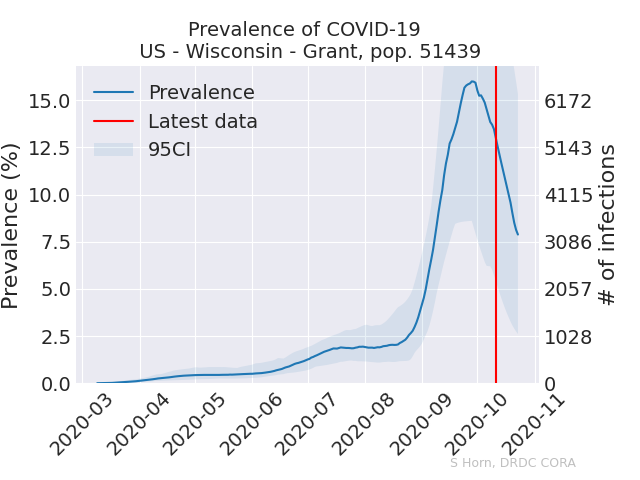 Prevalence of COVID-19
US - Wisconsin - Grant, pop. 51439
Prevalence
Latest data
95CI
Prevalence (%)
15.0
12.5
10.0
7.5
5.0
2.5
0.0
6172
5143
4115
3086
2057
1028
0
# of infections
2020-03
2020-04
2020-05
2020-06
2020-07
2020-08
2020-09
2020-10
2020-11
S Horn, DRDC CORA